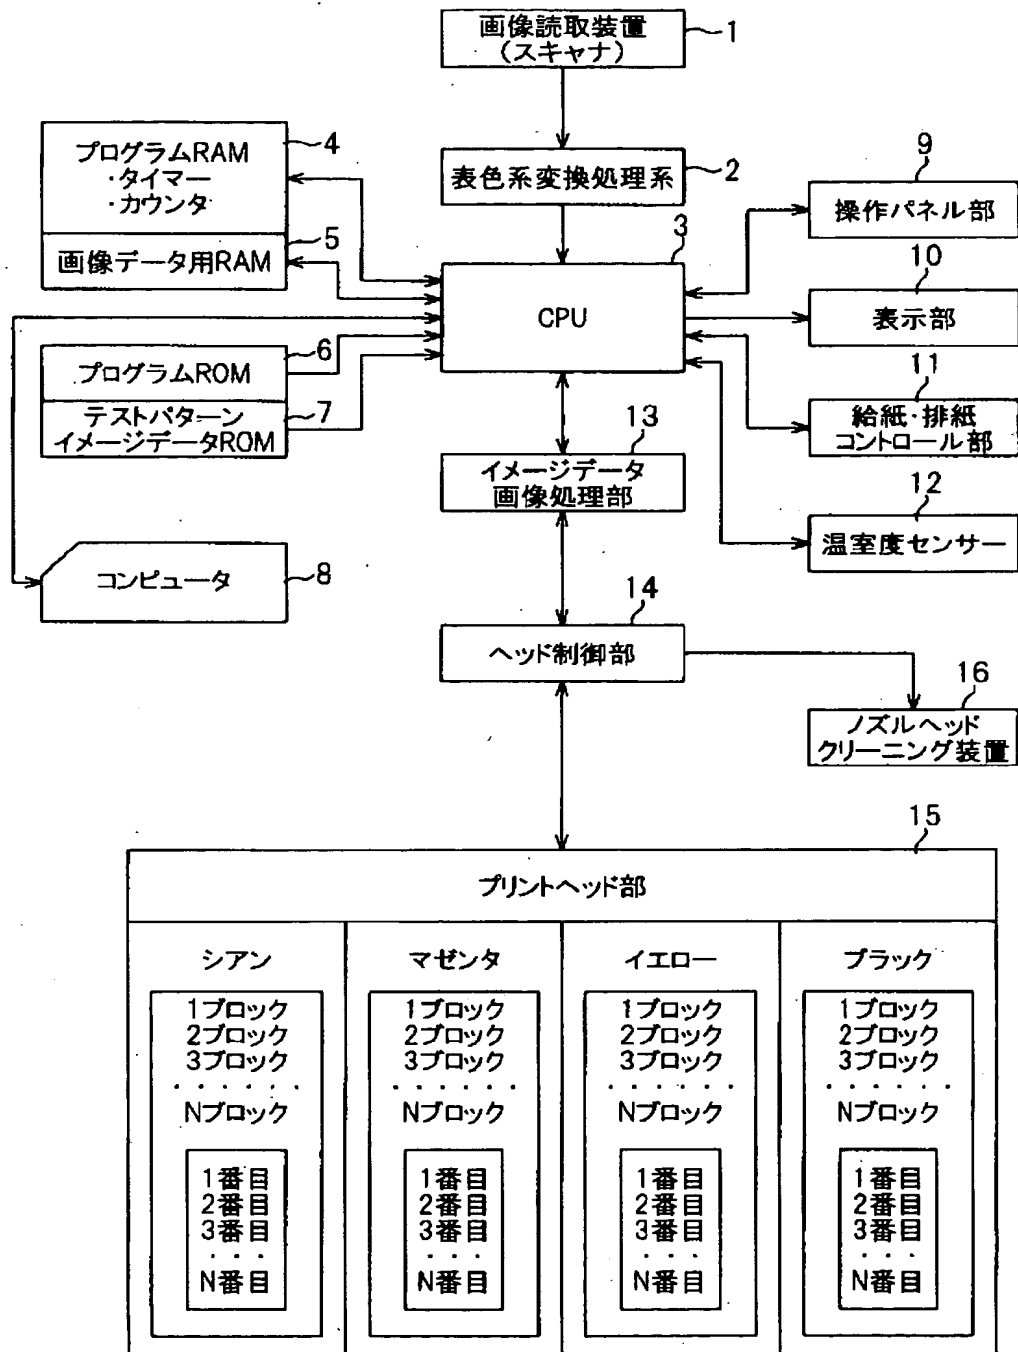 画像読取装置
(スキャナ)
1
表色系変換処理系
2
プログラムRAM
・タイマー
・カウンタ
4
画像データ用RAM
5
CPU
3
操作パネル部
9
表示部
10
プログラムROM
6
テストパターン
イメージデータROM
7
給紙・排紙
コントロール部
11
イメージデータ
画像処理部
13
温室度センサー
12
コンピュータ
8
ヘッド制御部
14
ノズルヘッド
クリーニング装置
16
15
プリントヘッド部
シアン
1ブロック
2ブロック
3ブロック
・・・・・・
Nブロック
1番目
2番目
3番目
・・・
N番目
マゼンタ
1ブロック
2ブロック
3ブロック
・・・・・・
Nブロック
1番目
2番目
3番目
・・・
N番目
イエロー
1ブロック
2ブロック
3ブロック
・・・・・・
Nブロック
1番目
2番目
3番目
・・・
N番目
ブラック
1ブロック
2ブロック
3ブロック
・・・・・・
Nブロック
1番目
2番目
3番目
・・・
N番目